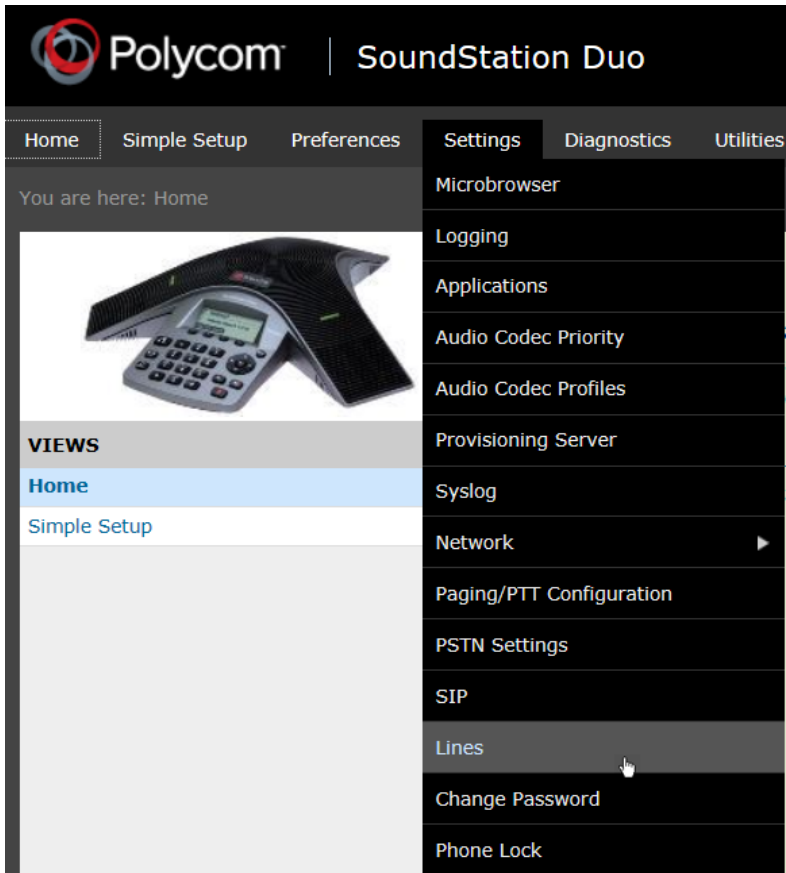 Polycom | SoundStation Duo
Home Simple Setup Preferences Settings Diagnostics Utilities
You are here: Home
Microbrowser
Logging
Applications
Audio Codec Priority
Audio Codec Profiles
VIEWS
Provisioning Server
Home
Syslog
Simple Setup
Network
Paging/PTT Configuration
PSTN Settings
SIP
Lines
Change Password
Phone Lock